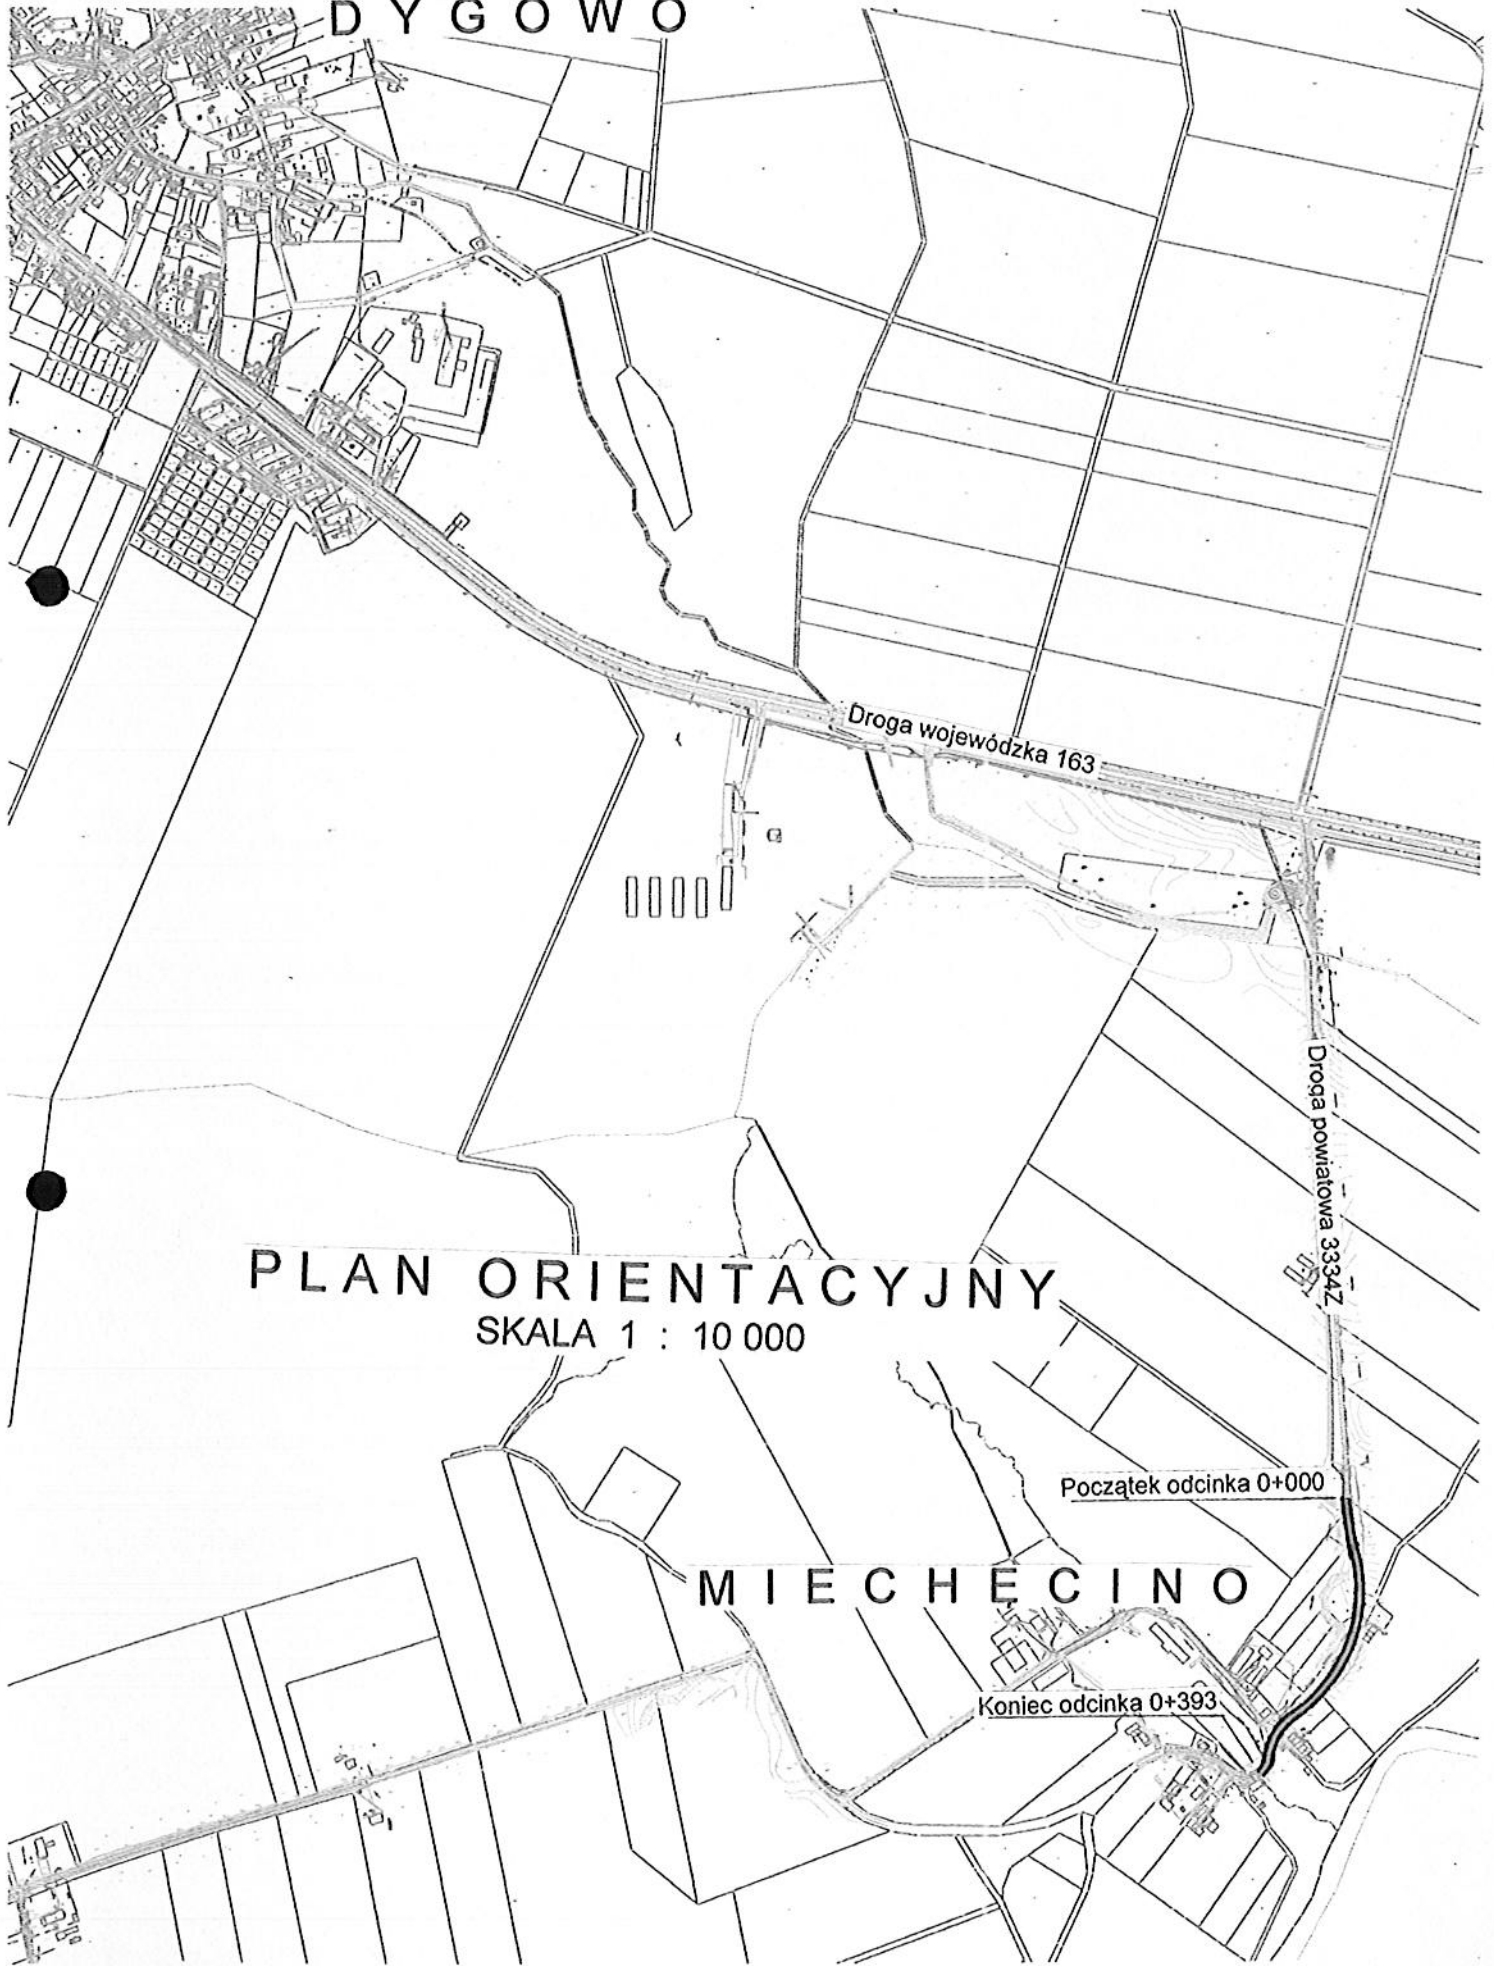 DYGOWO
Droga wojewódzka 163
Droga powiatowa 3334Z
PLAN ORIENTACYJNY
SKALA 1 : 10 000
Początek odcinka 0+000
MIECHĘCINO
Koniec odcinka 0+393